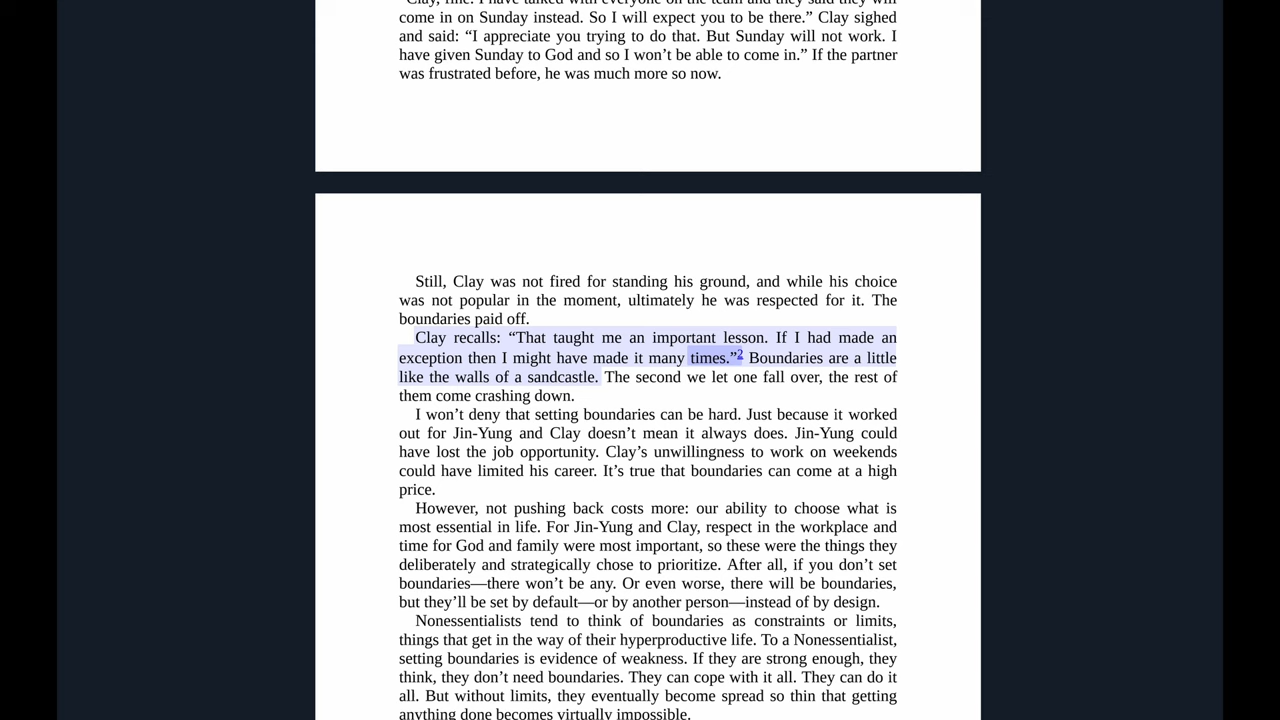 "Clay, fine. I have talked with everyone on the team and they said they will
come in on Sunday instead. So I will expect you to be there.” Clay sighed
and said: “I appreciate you trying to do that. But Sunday will not work. I
have given Sunday to God and so I won’t be able to come in.” If the partner
was frustrated before, he was much more so now.
Still, Clay was not fired for standing his ground, and while his choice
was not popular in the moment, ultimately he was respected for it. The
boundaries paid off.
Clay recalls: “That taught me an important lesson. If I had made an
exception then I might have made it many times.”2 Boundaries are a little
like the walls of a sandcastle. The second we let one fall over, the rest of
them come crashing down.
I won’t deny that setting boundaries can be hard. Just because it worked
out for Jin-Yung and Clay doesn’t mean it always does. Jin-Yung could
have lost the job opportunity. Clay’s unwillingness to work on weekends
could have limited his career. It’s true that boundaries can come at a high
price.
However, not pushing back costs more: our ability to choose what is
most essential in life. For Jin-Yung and Clay, respect in the workplace and
time for God and family were most important, so these were the things they
deliberately and strategically chose to prioritize. After all, if you don’t set
boundaries—there won’t be any. Or even worse, there will be boundaries,
but they’ll be set by default—or by another person—instead of by design.
Nonessentialists tend to think of boundaries as constraints or limits,
things that get in the way of their hyperproductive life. To a Nonessentialist,
setting boundaries is evidence of weakness. If they are strong enough, they
think, they don’t need boundaries. They can cope with it all. They can do it
all. But without limits, they eventually become spread so thin that getting
anything done becomes virtually impossible.